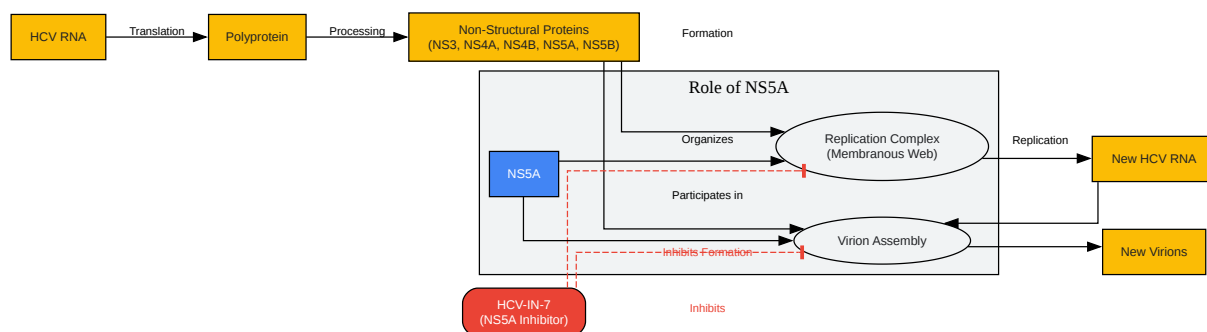 HCV RNA
Translation
Polyprotein
Processing
Non-Structural Proteins
(NS3, NS4A, NS4B, NS5A, NS5B)
Formation
Role of NS5A
Organizes
Replication Complex
(Membranous Web)
Replication
New HCV RNA
NS5A
Participates in
Virion Assembly
Inhibits Formation
New Virions
HCV-IN-7
(NS5A Inhibitor)
Inhibits